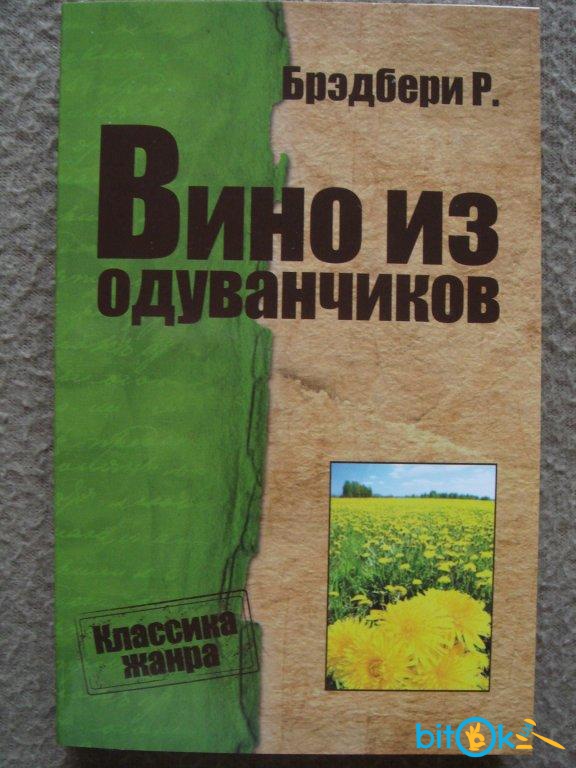 Брэдбери Р.
Вино из
одуванчиков
Классика
жанра
bitOk